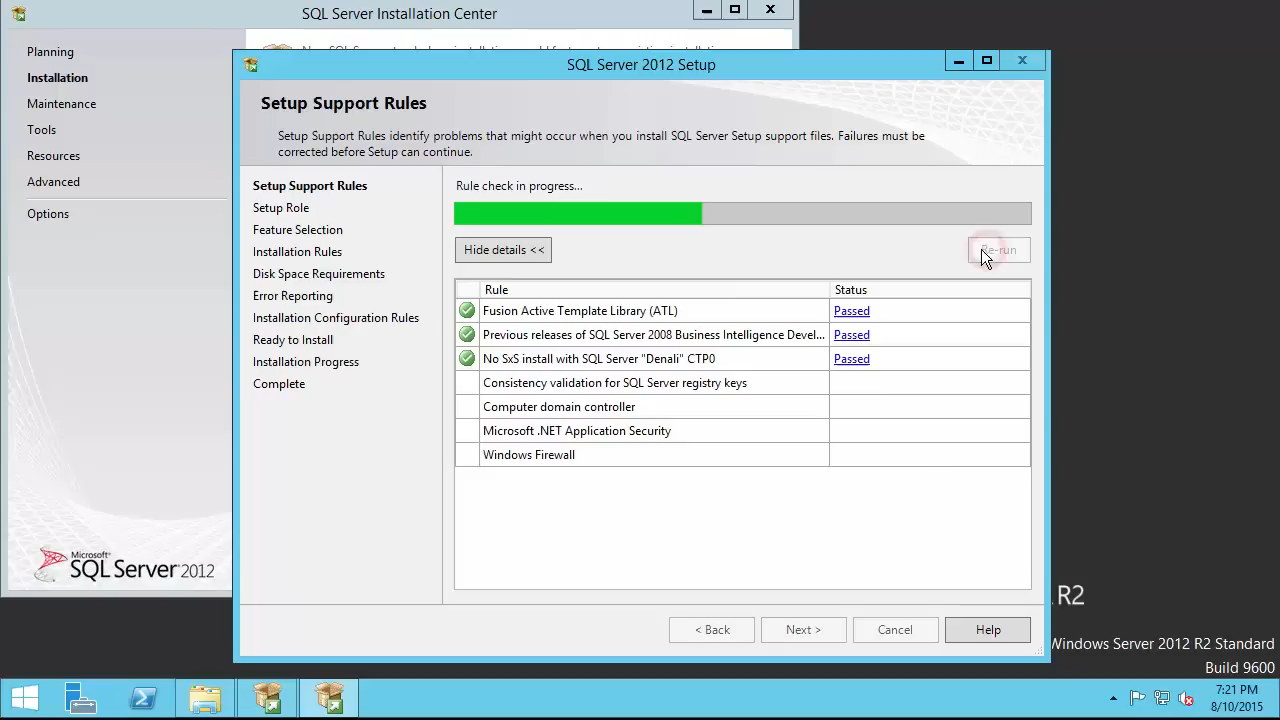 SQL Server Installation Center
Planning
Installation
Maintenance
Tools
Resources
Advanced
Options
Microsoft®
SQL Server 2012
SQL Server 2012 Setup
Setup Support Rules
Setup Support Rules identify problems that might occur when you install SQL Server Setup support files. Failures must be
corrected before Setup can continue.
Setup Support Rules
Setup Role
Feature Selection
Installation Rules
Disk Space Requirements
Error Reporting
Installation Configuration Rules
Ready to Install
Installation Progress
Complete
Rule check in progress...
Hide details <<
Re-run
Rule Status
Fusion Active Template Library (ATL) Passed
Previous releases of SQL Server 2008 Business Intelligence Devel... Passed
No SxS install with SQL Server "Denali" CTP0 Passed
Consistency validation for SQL Server registry keys
Computer domain controller
Microsoft .NET Application Security
Windows Firewall
< Back Next > Cancel Help
R2
Windows Server 2012 R2 Standard
Build 9600
7:21 PM
8/10/2015